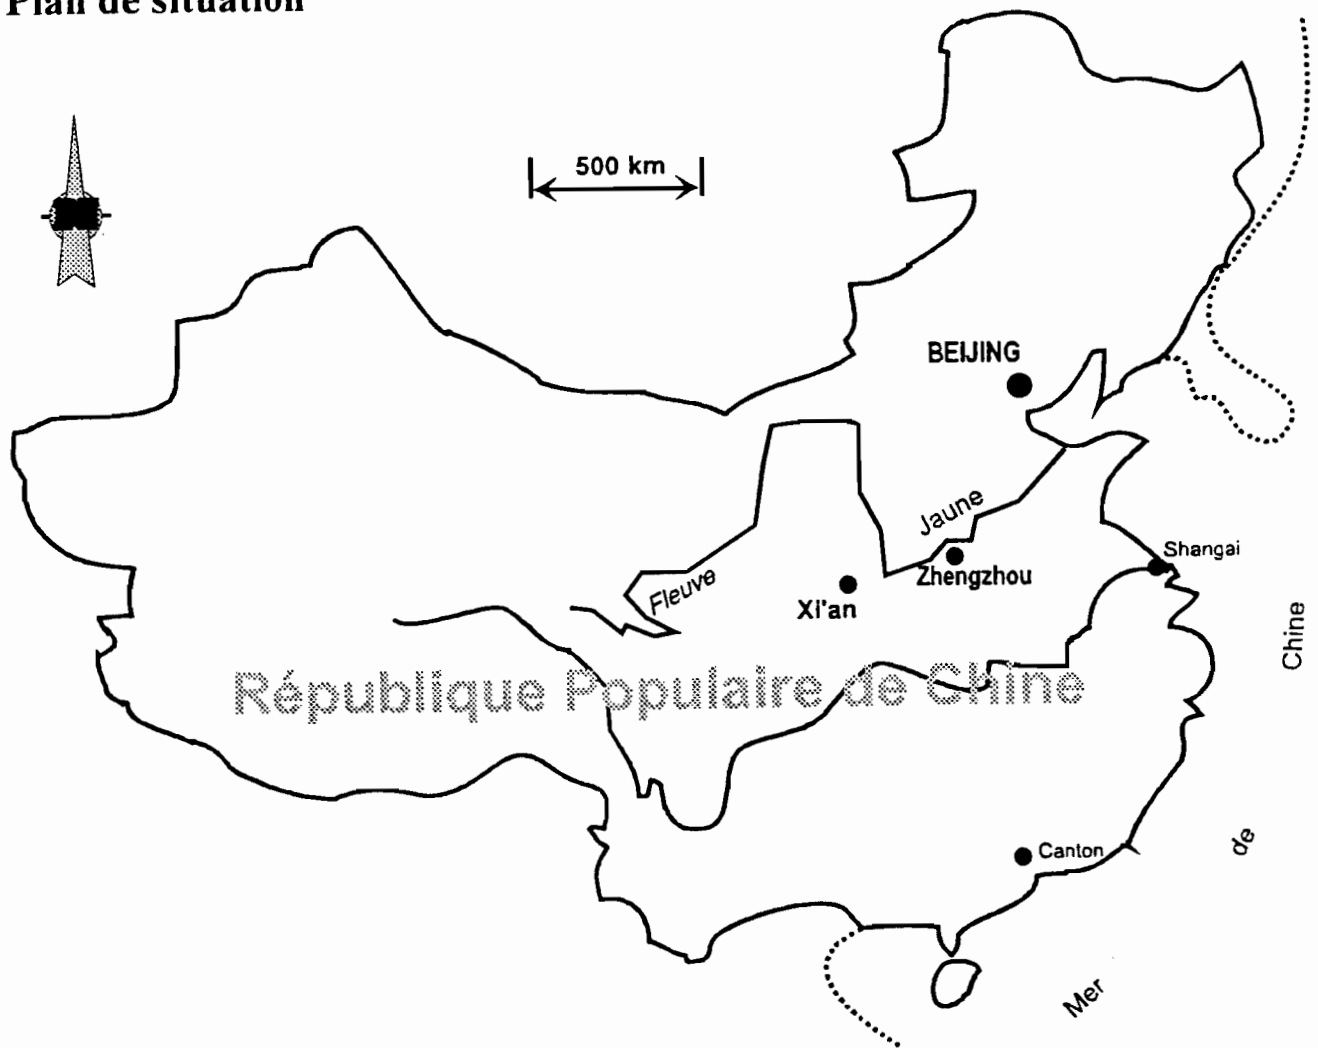 Plan de situation
500 km
BEIJING
Jaune
Zhengzhou
Shangai
Fleuve
Xi'an
République Populaire de Chine
Canton
Mer
de
Chine